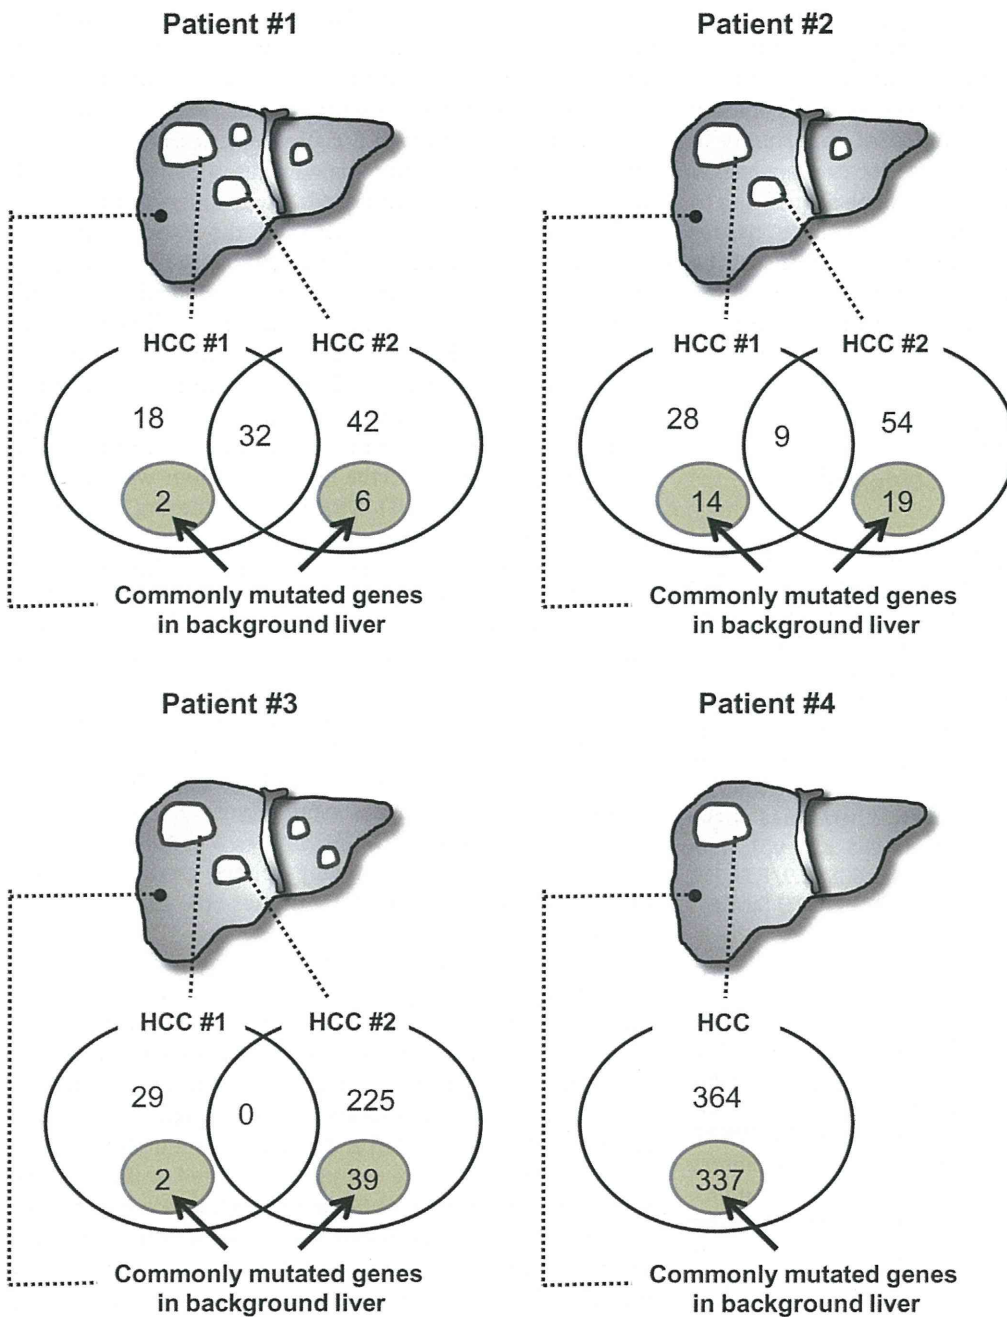 Patient #1
HCC #1
HCC #2
18
32
42
2
6
Commonly mutated genes
in background liver
Patient #2
HCC #1
HCC #2
28
9
54
14
19
Commonly mutated genes
in background liver
Patient #3
HCC #1
HCC #2
29
0
225
2
39
Commonly mutated genes
in background liver
Patient #4
HCC
364
337
Commonly mutated genes
in background liver